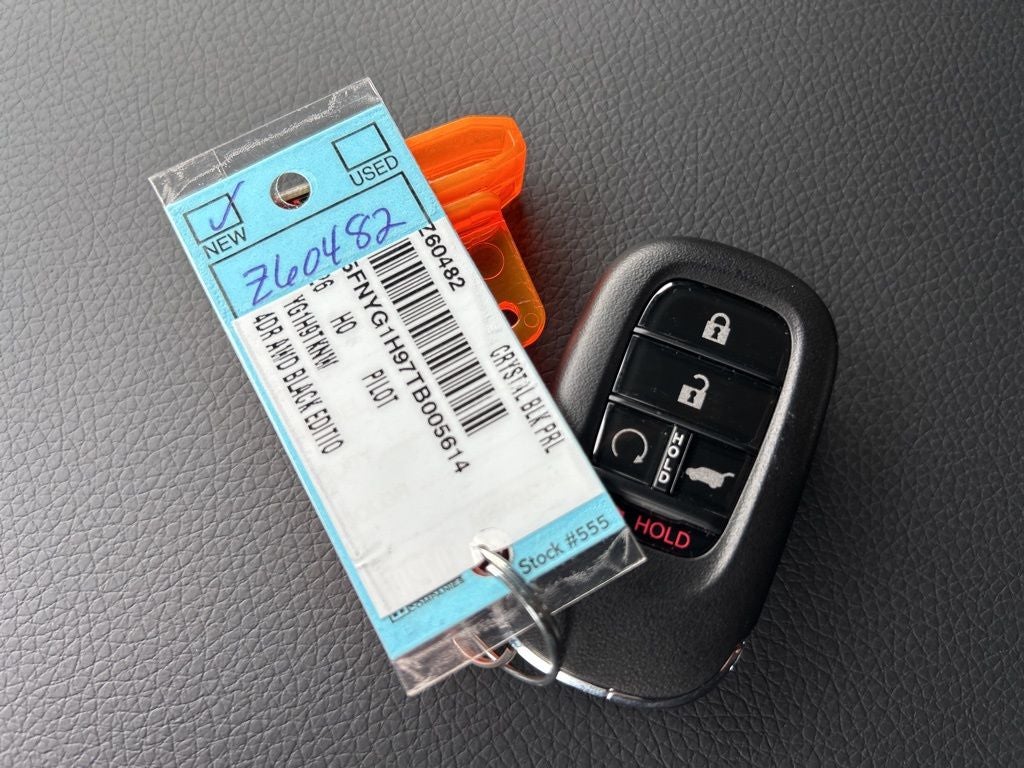 NEW
USED
Z60482
Z60482
5FNYG1H97TB005614
26 HO PILOT
YG1H9TKNW
4DR AWD BLACK EDITIO
CRYSTAL BLK PRL
Stock #555
HOLD
HOLD